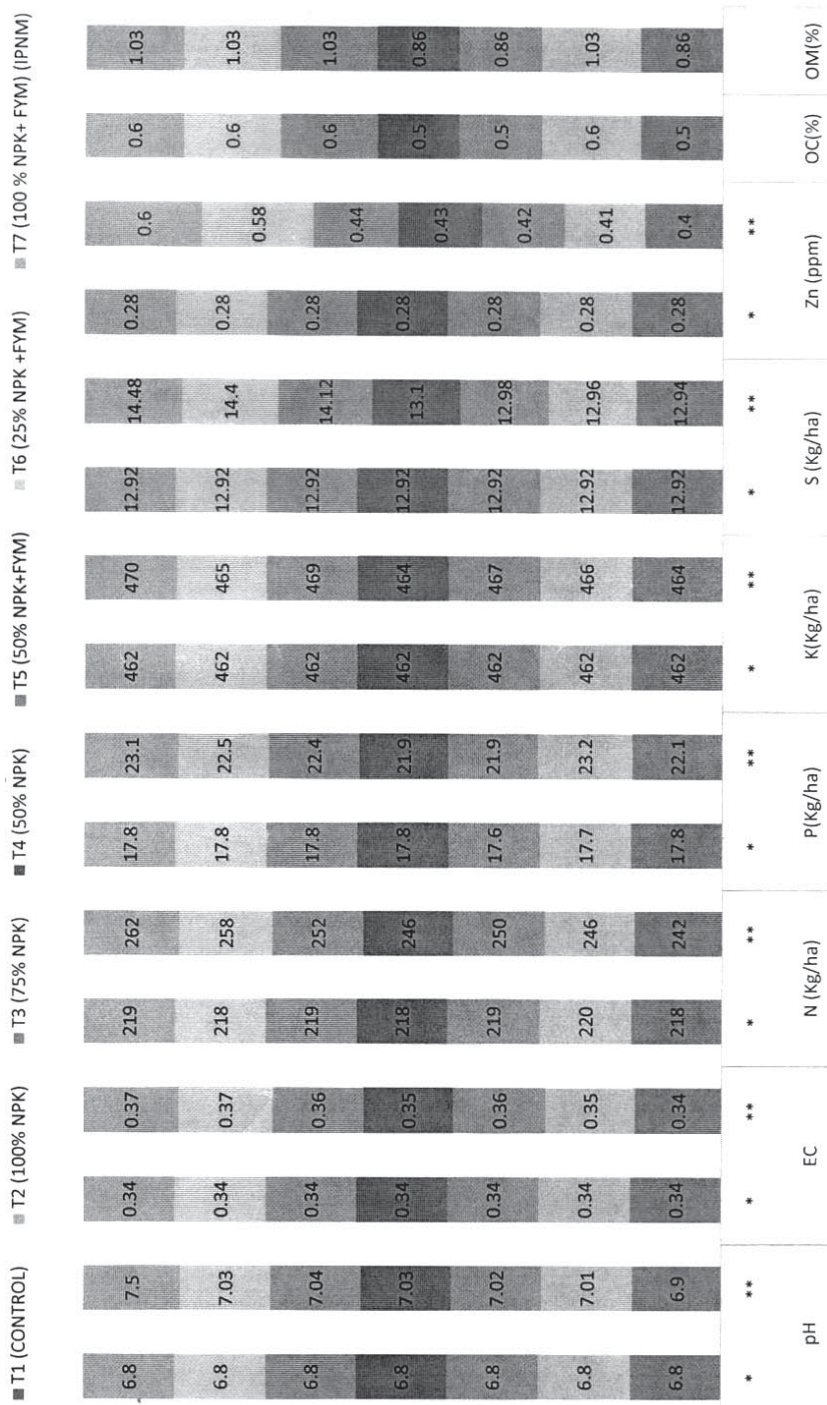 T1 (CONTROL) T2 (100% NPK) T3 (75% NPK) T4 (50% NPK) T5 (50% NPK+FYM) T6 (25% NPK +FYM) T7 (100 % NPK+ FYM) (IPNM)
6.8 7.5 0.34 0.37 219 262 17.8 23.1 462 470 12.92 14.48 0.28 0.6 0.6 1.03
6.8 7.03 0.34 0.37 218 258 17.8 22.5 462 465 12.92 14.4 0.28 0.58 0.6 1.03
6.8 7.04 0.34 0.36 219 252 17.8 22.4 462 469 12.92 14.12 0.28 0.44 0.6 1.03
6.8 7.03 0.34 0.35 218 246 17.8 21.9 462 464 12.92 13.1 0.28 0.43 0.5 0.86
6.8 7.02 0.34 0.36 219 250 17.6 21.9 462 467 12.92 12.98 0.28 0.42 0.5 0.86
6.8 7.01 0.34 0.35 220 246 17.7 23.2 462 466 12.92 12.96 0.28 0.41 0.6 1.03
6.8 6.9 0.34 0.34 218 242 17.8 22.1 462 464 12.92 12.94 0.28 0.4 0.5 0.86
* ** * ** * ** * ** * ** * ** * **
pH EC N (Kg/ha) P(Kg/ha) K(Kg/ha) S (Kg/ha) Zn (ppm) OC(%) OM(%)